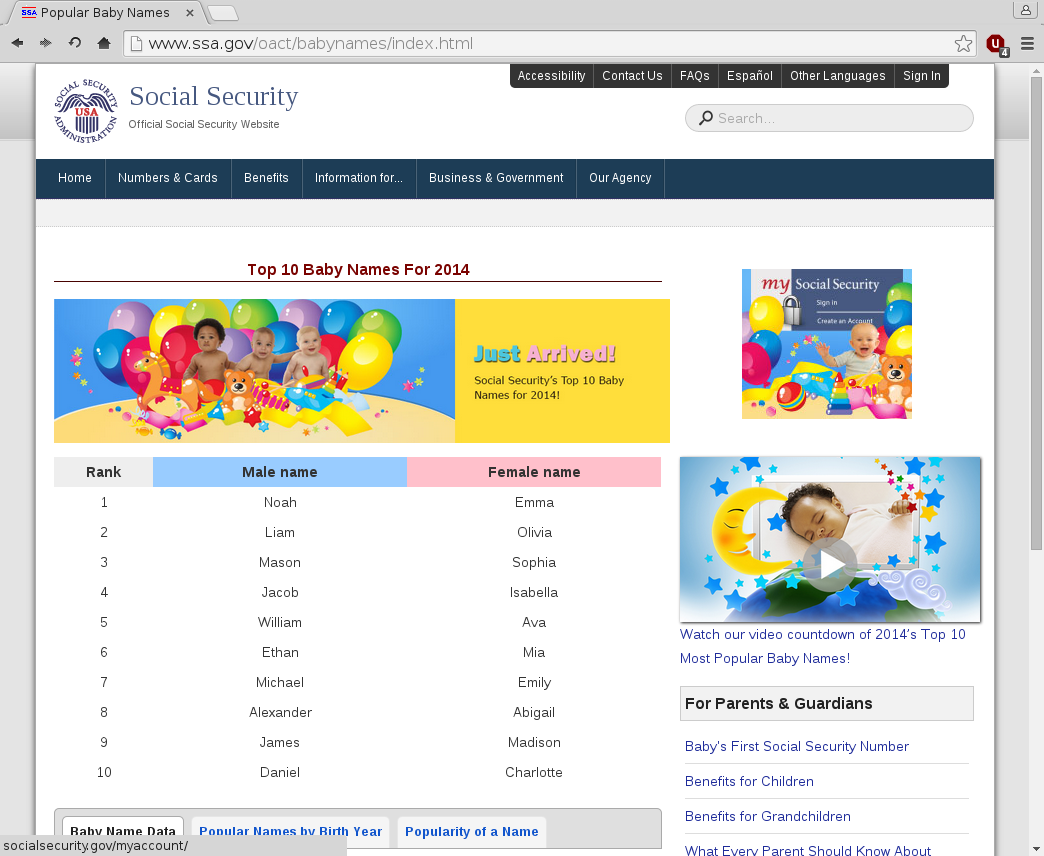 SSA Popular Baby Names
www.ssa.gov/oact/babynames/index.html
4
Accessibility Contact Us FAQs Español Other Languages Sign In
SOCIAL SECURITY ADMINISTRATION
USA
Social Security
Official Social Security Website
Search...
Home Numbers & Cards Benefits Information for... Business & Government Our Agency
Top 10 Baby Names For 2014
Just Arrived!
Social Security's Top 10 Baby
Names for 2014!
my Social Security
Sign in
Create an Account
Rank Male name Female name
1 Noah Emma
2 Liam Olivia
3 Mason Sophia
4 Jacob Isabella
5 William Ava
6 Ethan Mia
7 Michael Emily
8 Alexander Abigail
9 James Madison
10 Daniel Charlotte
Watch our video countdown of 2014's Top 10
Most Popular Baby Names!
For Parents & Guardians
Baby's First Social Security Number
Benefits for Children
Benefits for Grandchildren
What Every Parent Should Know About
Baby Name Data Popular Names by Birth Year Popularity of a Name
socialsecurity.gov/myaccount/